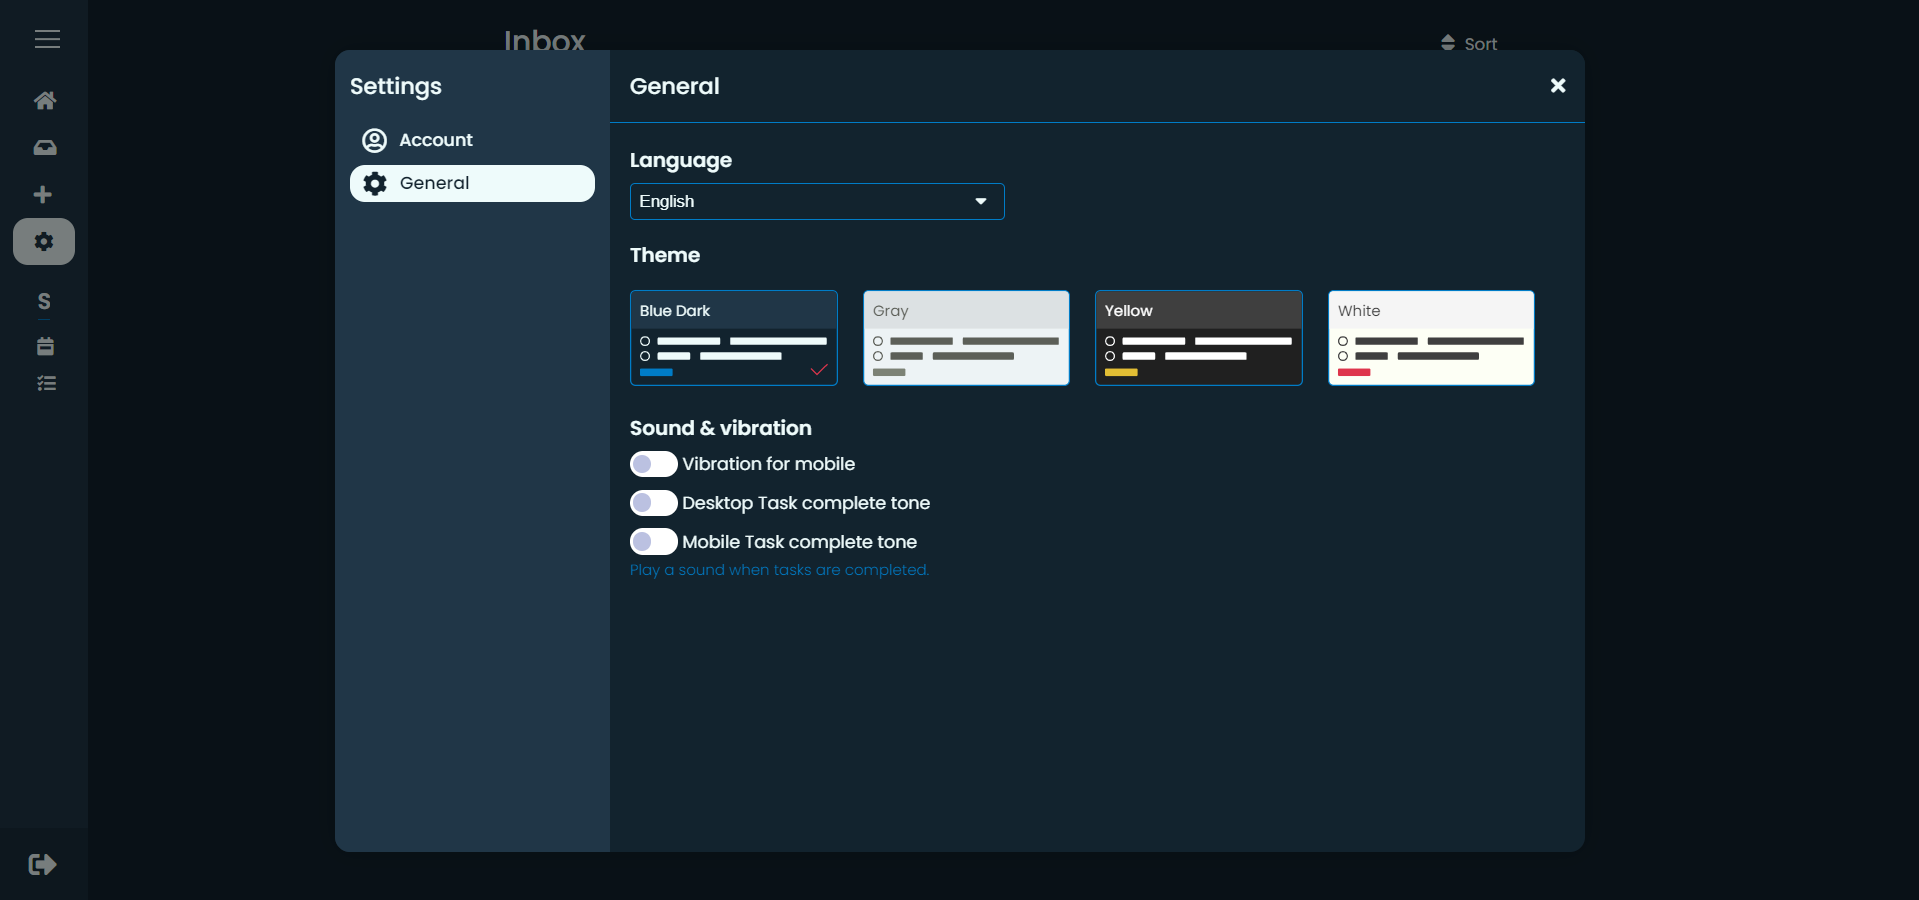 Inbox
Sort
Settings
Account
General
General
Language
English
Theme
Blue Dark
Gray
Yellow
White
Sound & vibration
Vibration for mobile
Desktop Task complete tone
Mobile Task complete tone
Play a sound when tasks are completed.
S